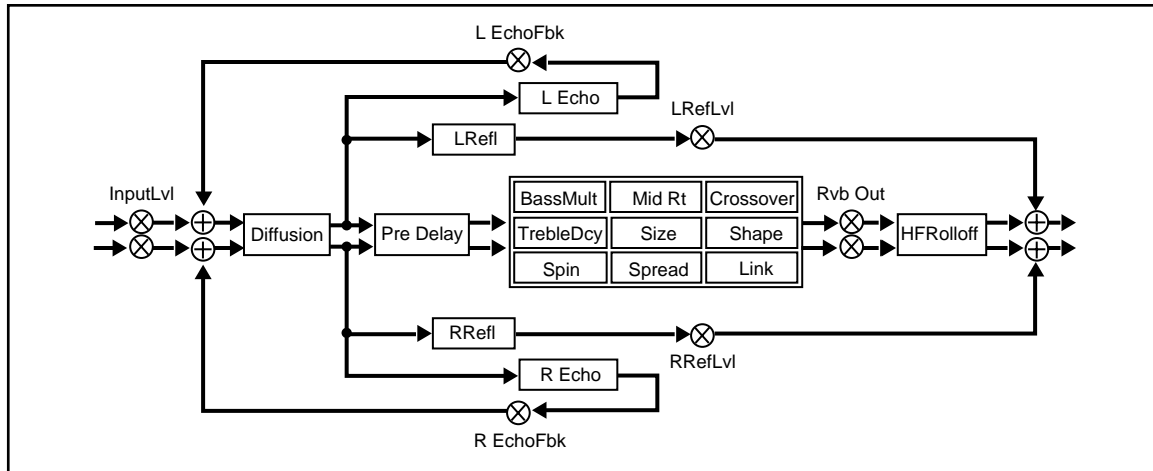 L EchoFbk
L Echo
LRefLvl
LRefl
InputLvl
BassMult
Mid Rt
Crossover
Rvb Out
Diffusion
Pre Delay
TrebleDcy
Size
Shape
HFRolloff
Spin
Spread
Link
RRefl
RRefLvl
R Echo
R EchoFbk